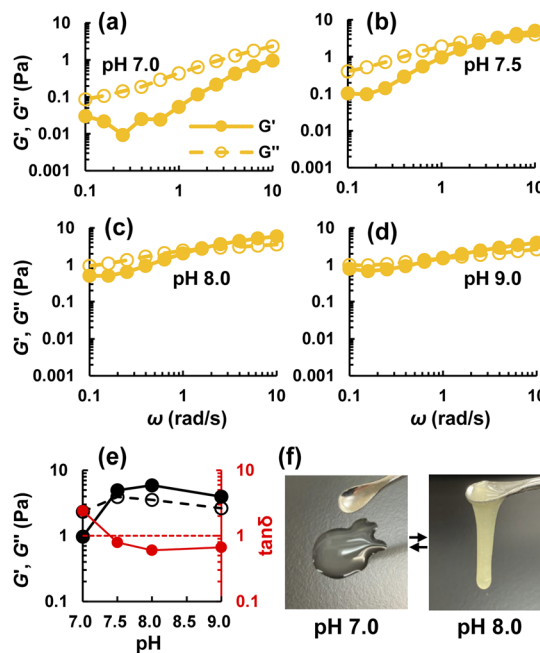 (a)
pH 7.0
G', G'' (Pa)
10
1
0.1
0.01
0.001
0.1
1
10
G'
G''
(b)
pH 7.5
10
1
0.1
0.01
0.001
0.1
1
10
(c)
pH 8.0
G', G'' (Pa)
10
1
0.1
0.01
0.001
0.1
1
10
ω (rad/s)
(d)
pH 9.0
10
1
0.1
0.01
0.001
0.1
1
10
ω (rad/s)
(e)
G', G'' (Pa)
10
1
0.1
10
1
0.1
tanδ
7.0 7.5 8.0 9.0
pH
(f)
pH 7.0
pH 8.0